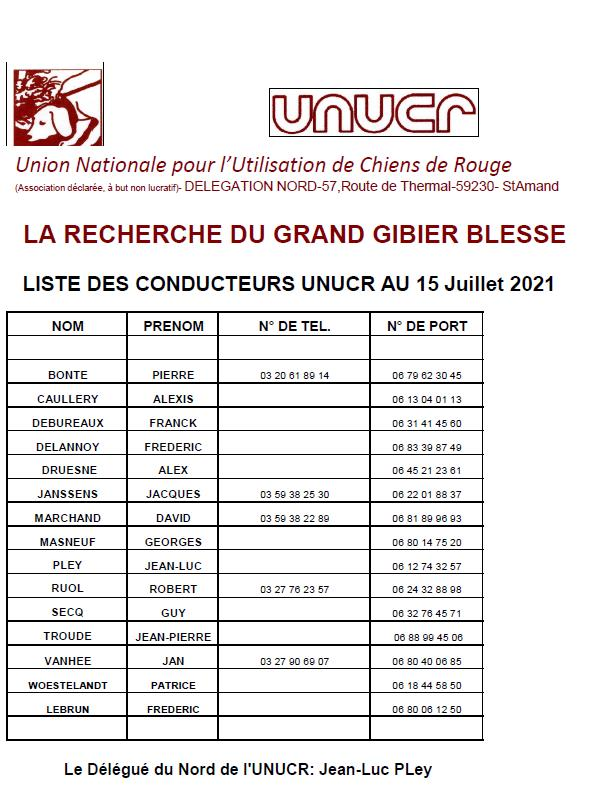 unucr
Union Nationale pour l'Utilisation de Chiens de Rouge
(Association déclarée, à but non lucratif)- DELEGATION NORD-57,Route de Thermal-59230- StAmand
LA RECHERCHE DU GRAND GIBIER BLESSE
LISTE DES CONDUCTEURS UNUCR AU 15 Juillet 2021
NOM PRENOM N° DE TEL. N° DE PORT
BONTE PIERRE 03 20 61 89 14 06 79 62 30 45
CAULLERY ALEXIS 06 13 04 01 13
DEBUREAUX FRANCK 06 31 41 45 60
DELANNOY FREDERIC 06 83 39 87 49
DRUESNE ALEX 06 45 21 23 61
JANSSENS JACQUES 03 59 38 25 30 06 22 01 88 37
MARCHAND DAVID 03 59 38 22 89 06 81 89 96 93
MASNEUF GEORGES 06 80 14 75 20
PLEY JEAN-LUC 06 12 74 32 57
RUOL ROBERT 03 27 76 23 57 06 24 32 88 98
SECQ GUY 06 32 76 45 71
TROUDE JEAN-PIERRE 06 88 99 45 06
VANHEE JAN 03 27 90 69 07 06 80 40 06 85
WOESTELANDT PATRICE 06 18 44 58 50
LEBRUN FREDERIC 06 80 06 12 50
Le Délégué du Nord de l'UNUCR: Jean-Luc PLey